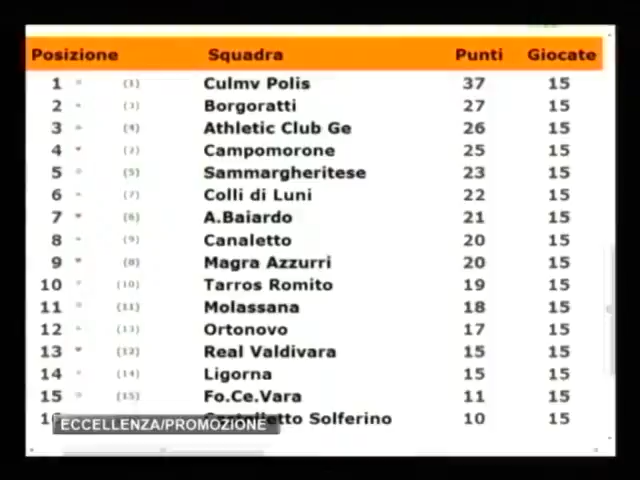 Posizione Squadra Punti Giocate
1 (1) Culmv Polis 37 15
2 (3) Borgoratti 27 15
3 (4) Athletic Club Ge 26 15
4 (2) Campomorone 25 15
5 (5) Sammargheritese 23 15
6 (7) Colli di Luni 22 15
7 (6) A.Baiardo 21 15
8 (9) Canaletto 20 15
9 (8) Magra Azzurri 20 15
10 (10) Tarros Romito 19 15
11 (11) Molassana 18 15
12 (13) Ortonovo 17 15
13 (12) Real Valdivara 15 15
14 (14) Ligorna 15 15
15 (15) Fo.Ce.Vara 11 15
Solferino 10 15
ECCELLENZA/PROMOZIONE